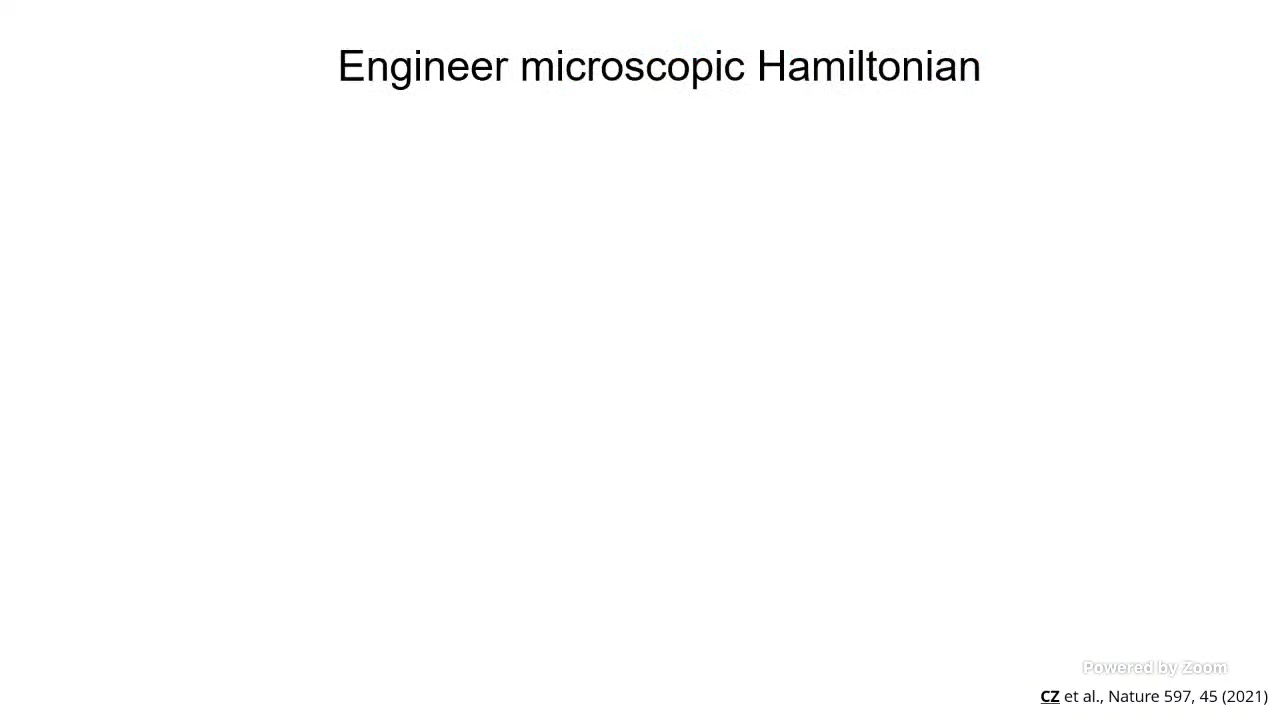 Engineer microscopic Hamiltonian
Powered by Zoom
CZ et al., Nature 597, 45 (2021)